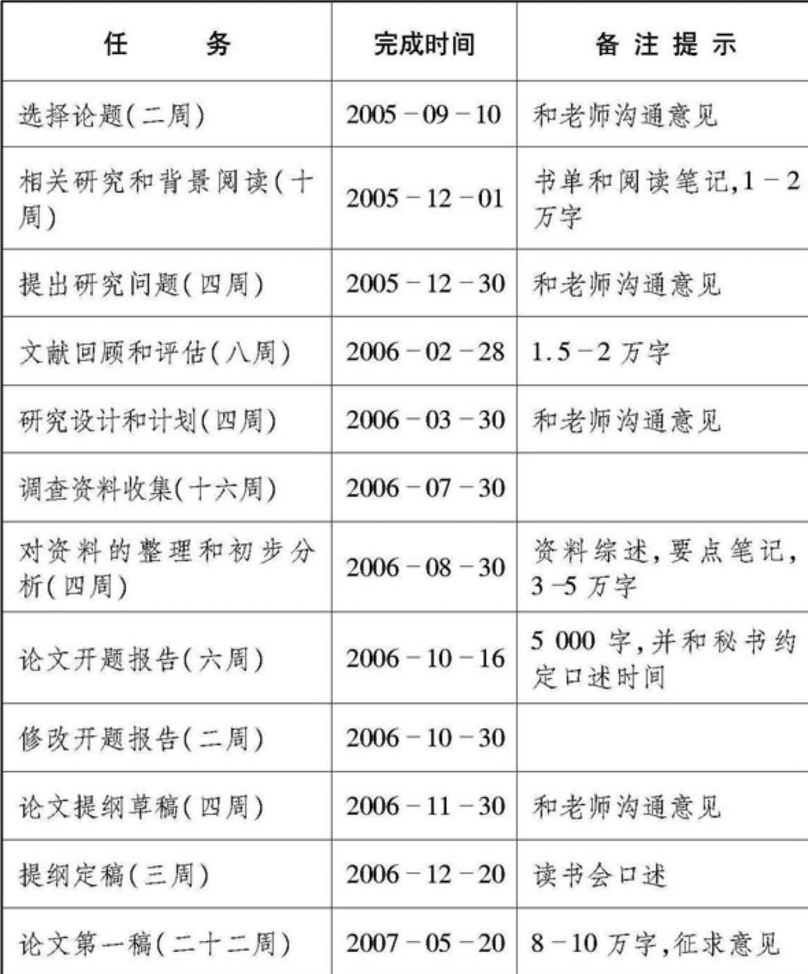 任务 完成时间 备注提示
选择论题(二周) 2005-09-10 和老师沟通意见
相关研究和背景阅读(十
周) 2005-12-01 书单和阅读笔记,1-2
万字
提出研究问题(四周) 2005-12-30 和老师沟通意见
文献回顾和评估(八周) 2006-02-28 1.5-2 万字
研究设计和计划(四周) 2006-03-30 和老师沟通意见
调查资料收集(十六周) 2006-07-30
对资料的整理和初步分
析(四周) 2006-08-30 资料综述,要点笔记,
3-5万字
论文开题报告(六周) 2006-10-16 5 000 字,并和秘书约
定口述时间
修改开题报告(二周) 2006-10-30
论文提纲草稿(四周) 2006-11-30 和老师沟通意见
提纲定稿(三周) 2006-12-20 读书会口述
论文第一稿(二十二周) 2007-05-20 8-10 万字,征求意见